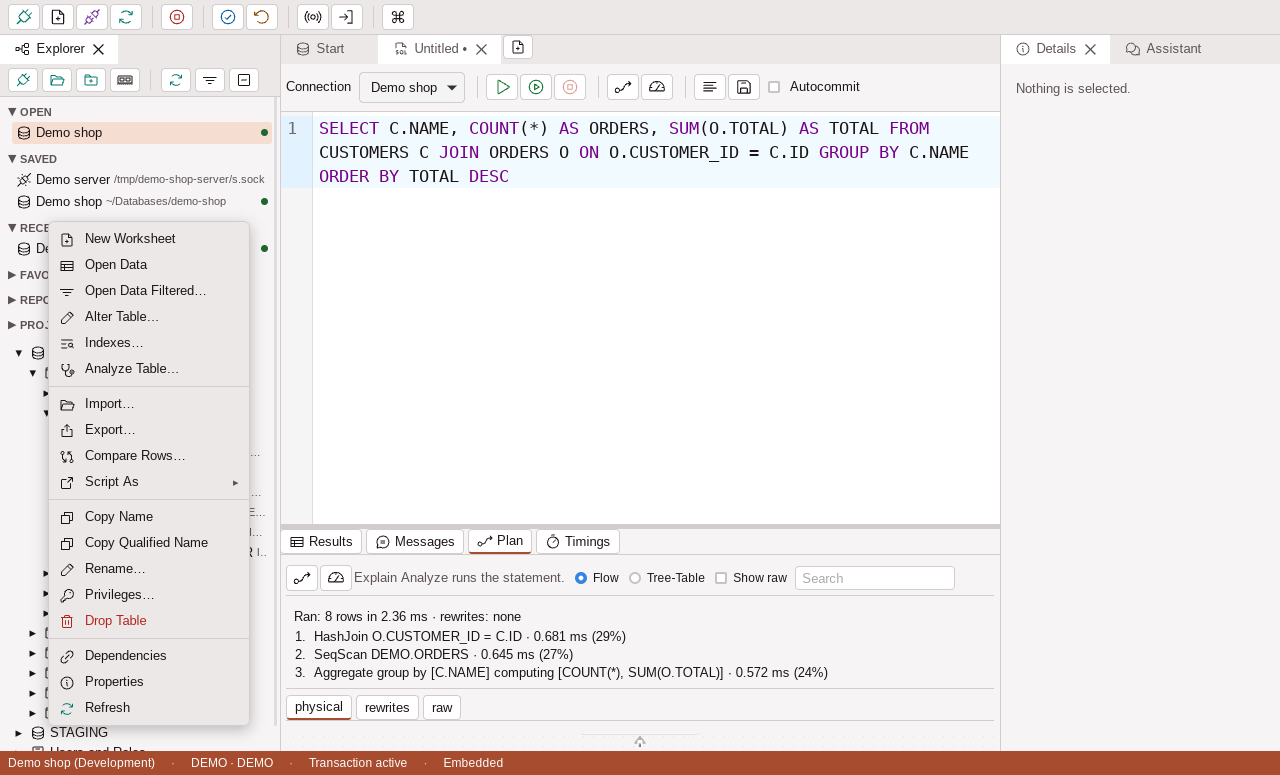 Explorer
Start
Untitled •
Details
Assistant
Connection
Demo shop
Autocommit
Nothing is selected.
OPEN
Demo shop
SAVED
Demo server /tmp/demo-shop-server/s.sock
Demo shop ~/Databases/demo-shop
1
SELECT C.NAME, COUNT(*) AS ORDERS, SUM(O.TOTAL) AS TOTAL FROM
CUSTOMERS C JOIN ORDERS O ON O.CUSTOMER_ID = C.ID GROUP BY C.NAME
ORDER BY TOTAL DESC
New Worksheet
Open Data
Open Data Filtered…
Alter Table…
Indexes…
Analyze Table…
Import…
Export…
Compare Rows…
Script As
Copy Name
Copy Qualified Name
Rename…
Privileges…
Drop Table
Dependencies
Properties
Refresh
STAGING
Users and Roles
Results
Messages
Plan
Timings
Explain Analyze runs the statement.
Flow
Tree-Table
Show raw
Search
Ran: 8 rows in 2.36 ms · rewrites: none
1. HashJoin O.CUSTOMER_ID = C.ID · 0.681 ms (29%)
2. SeqScan DEMO.ORDERS · 0.645 ms (27%)
3. Aggregate group by [C.NAME] computing [COUNT(*), SUM(O.TOTAL)] · 0.572 ms (24%)
physical
rewrites
raw
Demo shop (Development) · DEMO · DEMO · Transaction active · Embedded